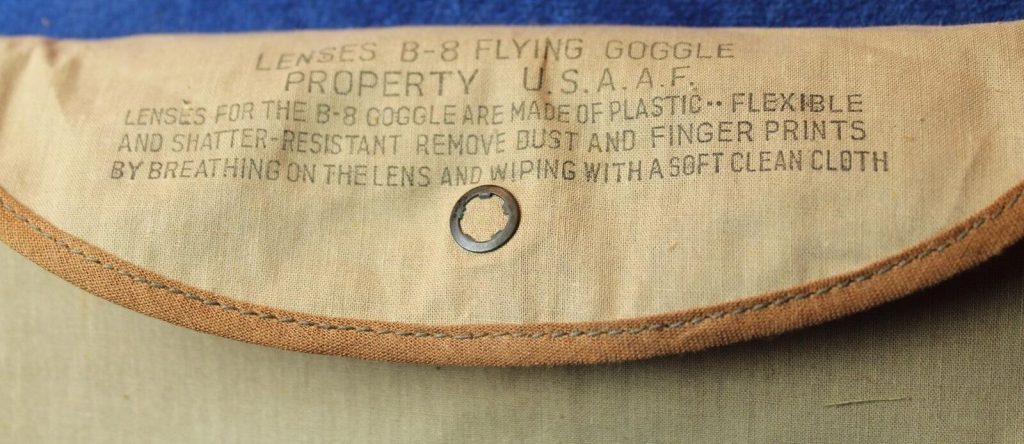 LENSES B-8 FLYING GOGGLE
PROPERTY U.S.A.A.F.
LENSES FOR THE B-8 GOGGLE ARE MADE OF PLASTIC·· FLEXIBLE
AND SHATTER-RESISTANT REMOVE DUST AND FINGER PRINTS
BY BREATHING ON THE LENS AND WIPING WITH A SOFT CLEAN CLOTH